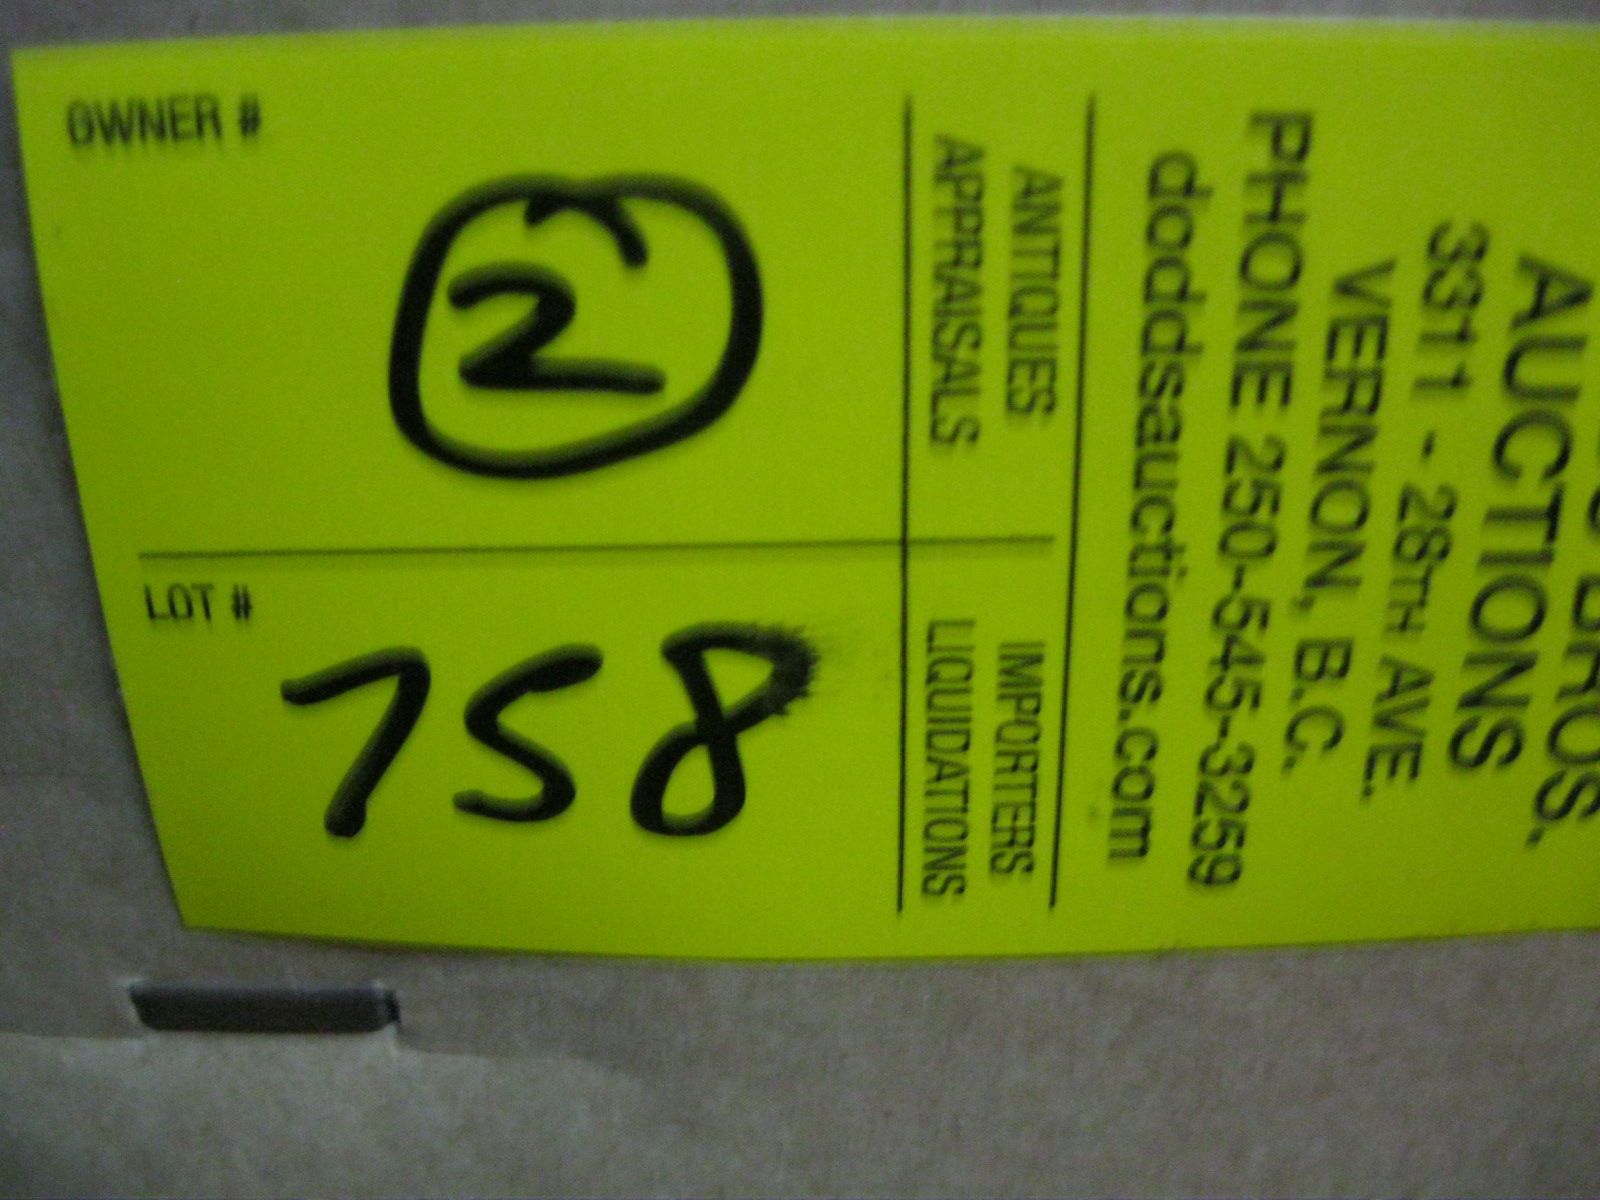 OWNER #
2
LOT #
758
ANTIQUES
APPRAISALS
IMPORTERS
LIQUIDATIONS
BROS.
AUCTIONS
3311 - 28TH AVE.
VERNON, B.C.
PHONE 250-545-3259
doddsauctions.com